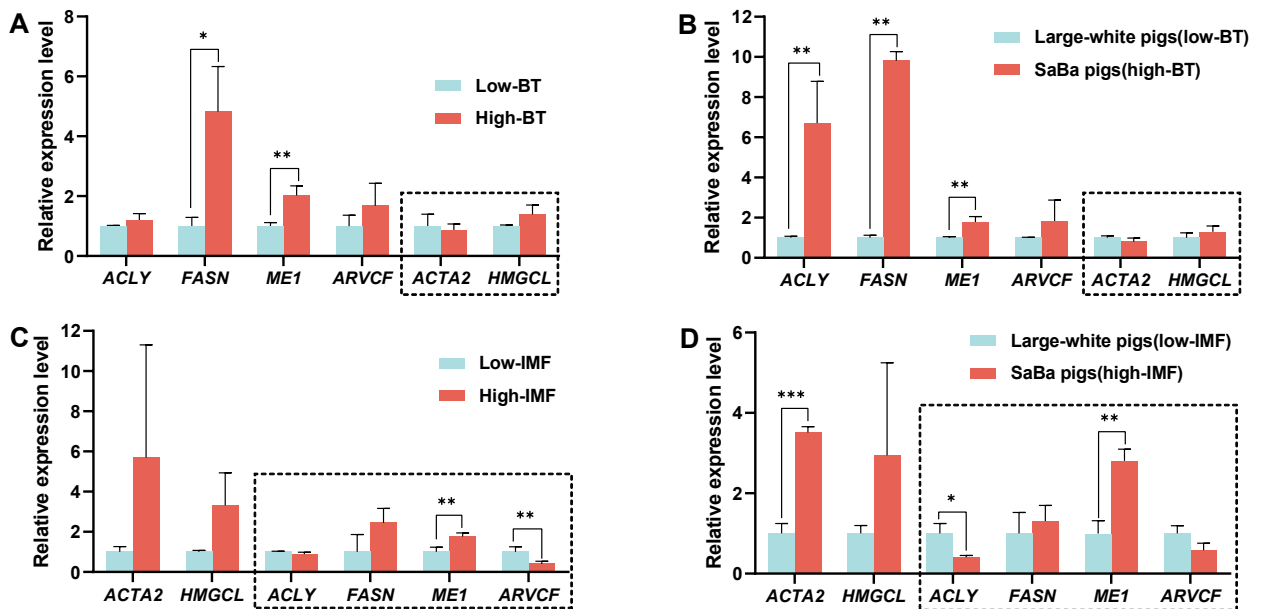 A
Relative expression level
8
6
4
2
0
*
**
Low-BT
High-BT
ACLY FASN ME1 ARVCF ACTA2 HMGCL
B
Relative expression level
12
10
8
6
4
2
0
**
**
**
Large-white pigs(low-BT)
SaBa pigs(high-BT)
ACLY FASN ME1 ARVCF ACTA2 HMGCL
C
Relative expression level
12
10
8
6
4
2
0
Low-IMF
High-IMF
**
**
ACTA2 HMGCL ACLY FASN ME1 ARVCF
D
Relative expression level
6
4
2
0
Large-white pigs(low-IMF)
SaBa pigs(high-IMF)
***
*
**
ACTA2 HMGCL ACLY FASN ME1 ARVCF